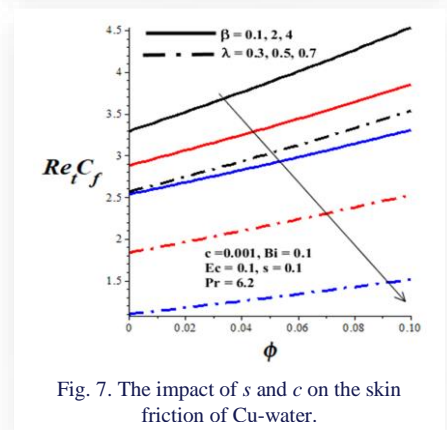 β = 0.1, 2, 4
λ = 0.3, 0.5, 0.7
4.5
4
3.5
3
2.5
2
1.5
Re_t C_f
c =0.001, Bi = 0.1
Ec = 0.1, s = 0.1
Pr = 6.2
0 0.02 0.04 0.06 0.08 0.10
ϕ
Fig. 7. The impact of s and c on the skin
friction of Cu-water.